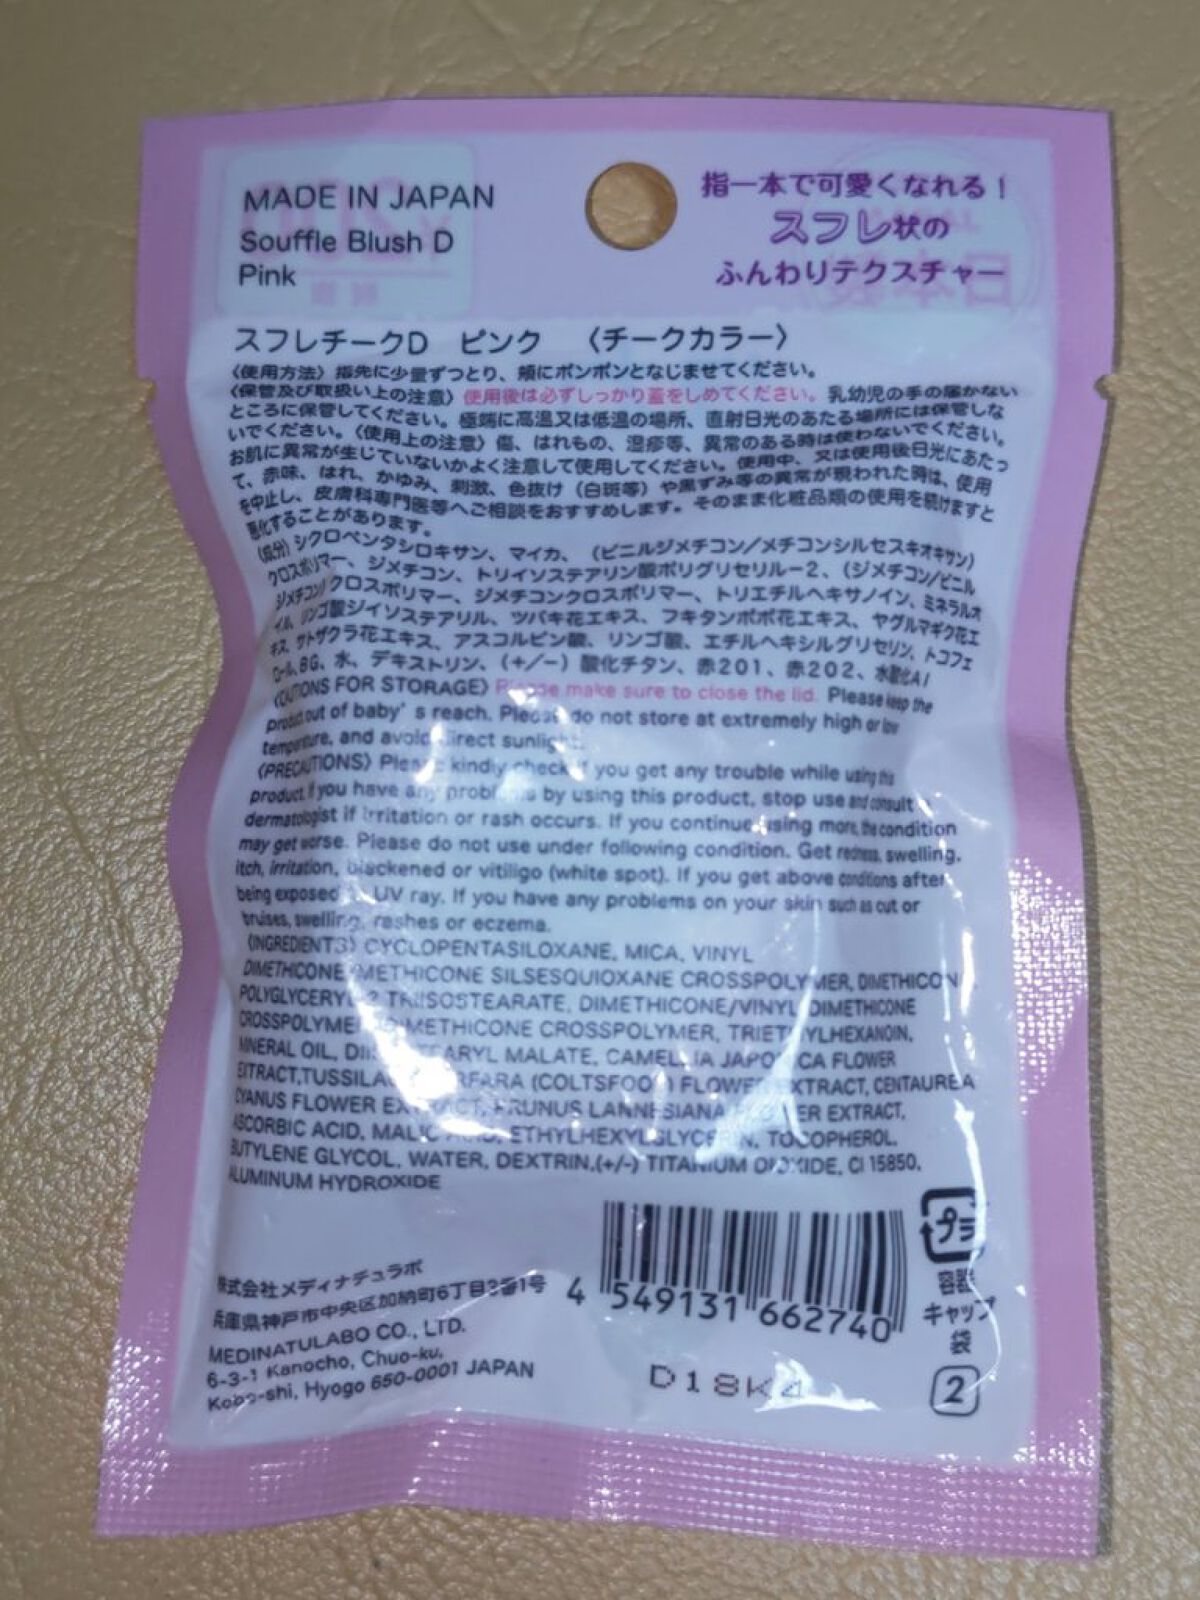 MADE IN JAPAN
Souffle Blush D
Pink
指一本で可愛くなれる！
スフレ状の
ふんわりテクスチャー
スフレチークD ピンク 〈チークカラー〉
〈使用方法〉指先に少量ずつとり、頬にポンポンとなじませてください。
〈保管及び取扱い上の注意〉使用後は必ずしっかり蓋をしめてください。乳幼児の手の届かない
ところに保管してください。極端に高温又は低温の場所、直射日光のあたる場所には保管しな
いでください。〈使用上の注意〉傷、はれもの、湿疹等、異常のある時は使わないでください。
お肌に異常が生じていないかよく注意して使用してください。使用中、又は使用後日光にあたっ
て、赤味、はれ、かゆみ、刺激、色抜け（白斑等）や黒ずみ等の異常が現われた時は、使用
を中止し、皮膚科専門医等へご相談をおすすめします。そのまま化粧品類の使用を続けますと
悪化することがあります。
〈成分〉シクロペンタシロキサン、マイカ、（ビニルジメチコン/メチコンシルセスキオキサン）
クロスポリマー、ジメチコン、トリイソステアリン酸ポリグリセリル－2、（ジメチコン/ビニル
ジメチコン）クロスポリマー、ジメチコンクロスポリマー、トリエチルヘキサノイン、ミネラルオ
イル、リンゴ酸ジイソステアリル、ツバキ花エキス、フキタンポポ花エキス、ヤグルマギク花エ
キス、サトザクラ花エキス、アスコルビン酸、リンゴ酸、エチルヘキシルグリセリン、トコフェ
ロール、BG、水、デキストリン、（＋/－）酸化チタン、赤201、赤202、水酸化Al
〈CAUTIONS FOR STORAGE〉Please make sure to close the lid. Please keep the
product out of baby's reach. Please do not store at extremely high or low
temperature, and avoid direct sunlight.
〈PRECAUTIONS〉Please kindly check if you get any trouble while using this
product. If you have any problems by using this product, stop use and consult a
dermatologist if irritation or rash occurs. If you continue using more, the condition
may get worse. Please do not use under following condition. Get redness, swelling,
itch, irritation, blackened or vitiligo (white spot). If you get above conditions after
being exposed to UV ray. If you have any problems on your skin such as cut or
bruises, swelling, rashes or eczema.
〈INGREDIENTS〉CYCLOPENTASILOXANE, MICA, VINYL
DIMETHICONE/METHICONE SILSESQUIOXANE CROSSPOLYMER, DIMETHICON
POLYGLYCERYL-2 TRIISOSTEARATE, DIMETHICONE/VINYL DIMETHICONE
CROSSPOLYMER, DIMETHICONE CROSSPOLYMER, TRIETHYLHEXANOIN,
MINERAL OIL, DIISOSTEARYL MALATE, CAMELLIA JAPONICA FLOWER
EXTRACT,TUSSILAGO FARFARA (COLTSFOOT) FLOWER EXTRACT, CENTAUREA
CYANUS FLOWER EXTRACT, PRUNUS LANNESIANA FLOWER EXTRACT,
ASCORBIC ACID, MALIC ACID, ETHYLHEXYLGLYCERIN, TOCOPHEROL,
BUTYLENE GLYCOL, WATER, DEXTRIN,(+/-) TITANIUM DIOXIDE, CI 15850,
ALUMINUM HYDROXIDE
株式会社メディナチュラボ
兵庫県神戸市中央区加納町6丁目3番1号
MEDINATULABO CO., LTD.
6-3-1 Kanocho, Chuo-ku,
Kobe-shi, Hyogo 650-0001 JAPAN
4 549131 662740
D18K4
プラ
容器
キャップ
袋
2